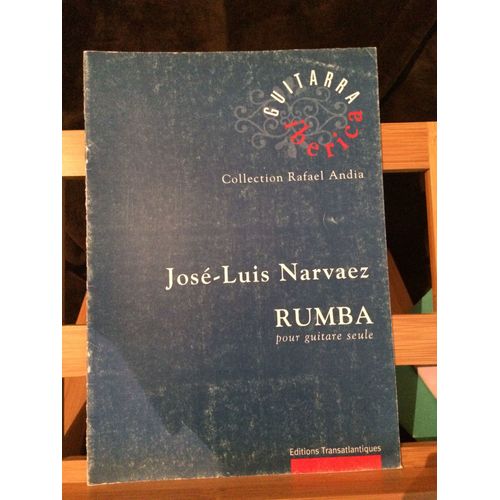 GUITARRA
Iberica
Collection Rafael Andia
José-Luis Narvaez
RUMBA
pour guitare seule
Editions Transatlantiques